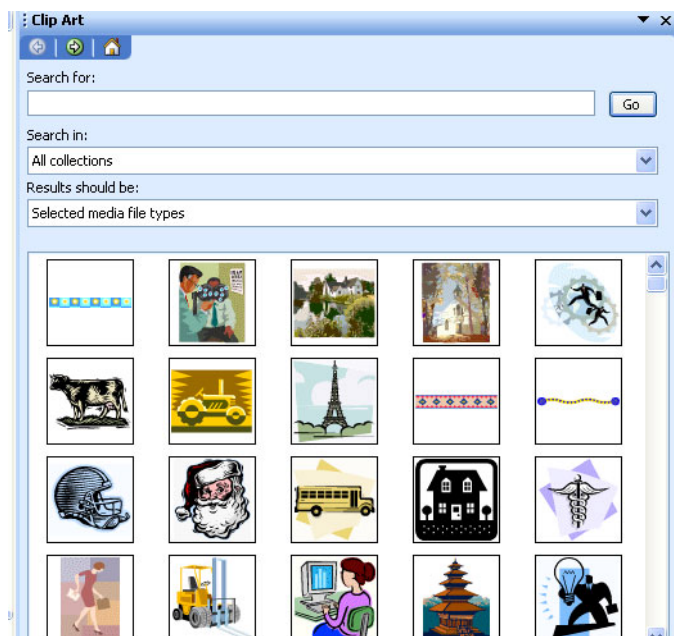 Clip Art
Search for:
Go
Search in:
All collections
Results should be:
Selected media file types